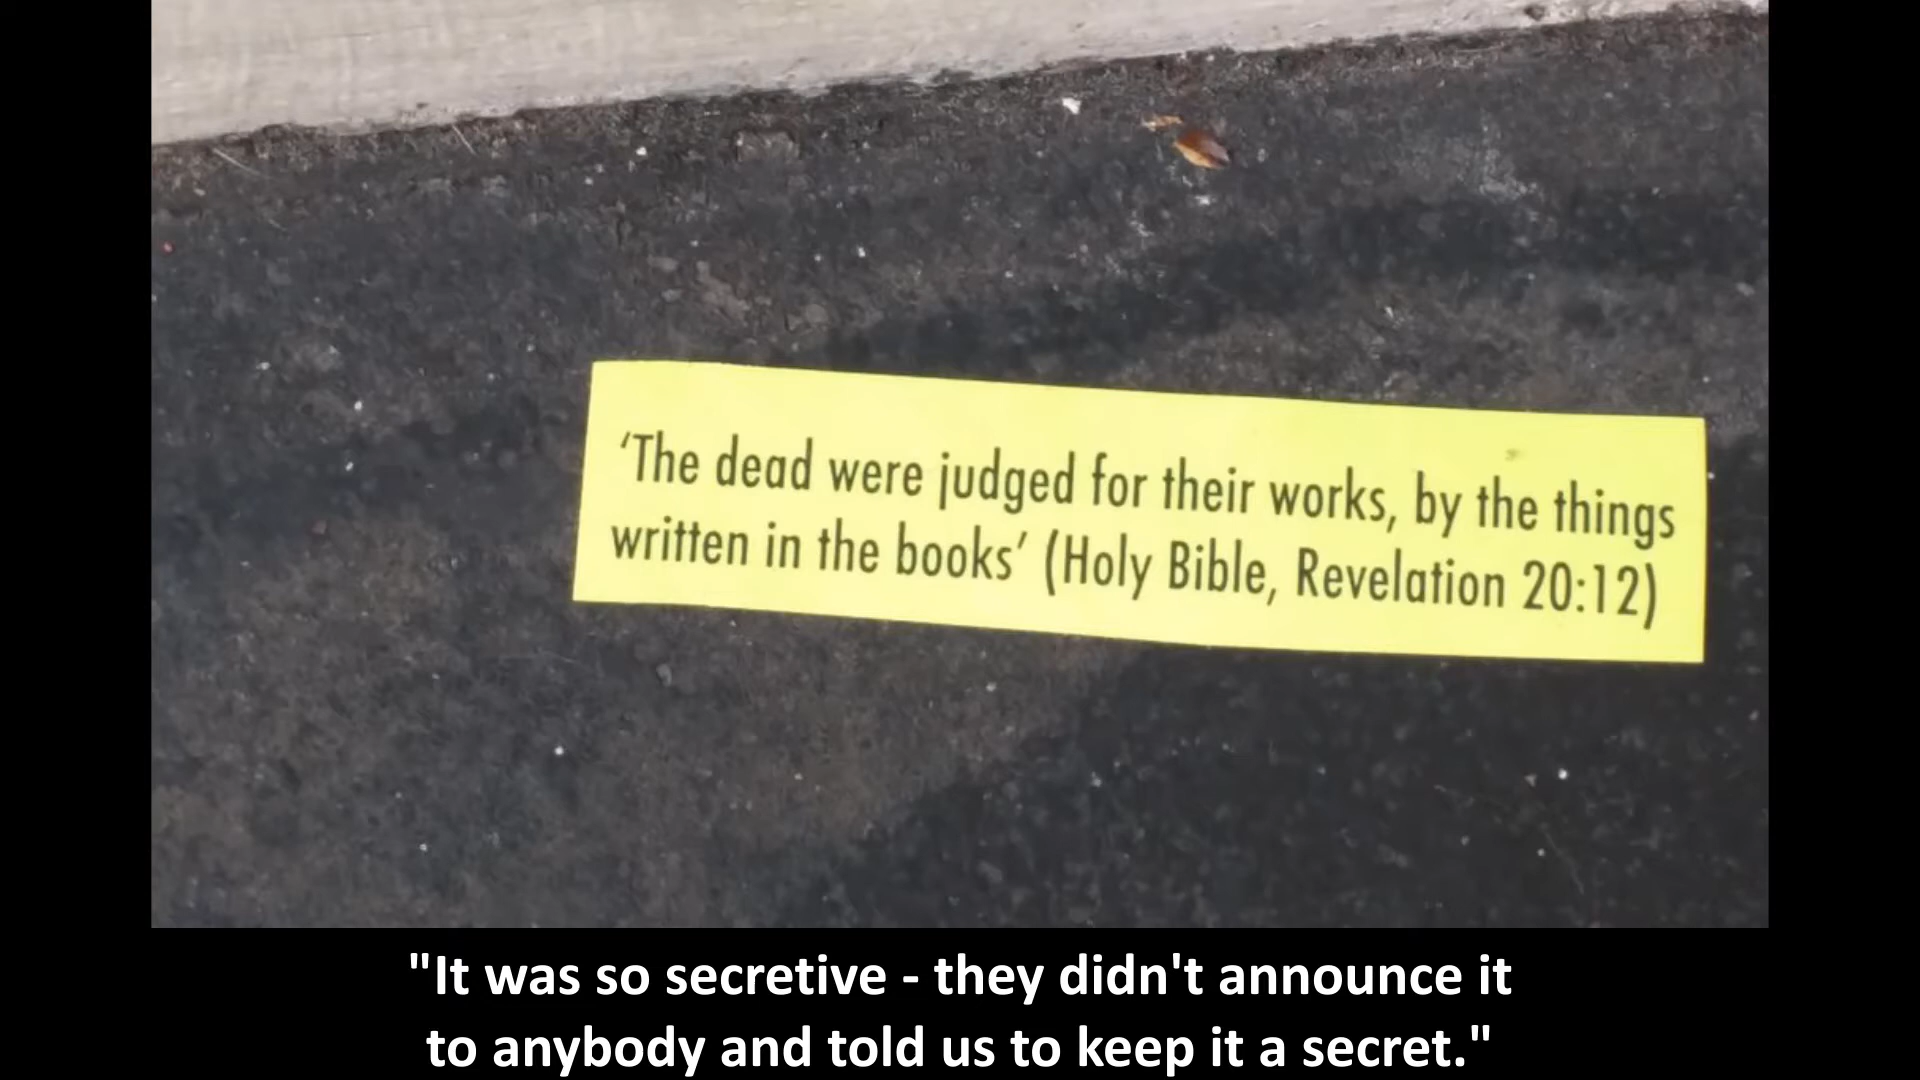 ‘The dead were judged for their works, by the things
written in the books’ (Holy Bible, Revelation 20:12)
"It was so secretive - they didn't announce it
to anybody and told us to keep it a secret."